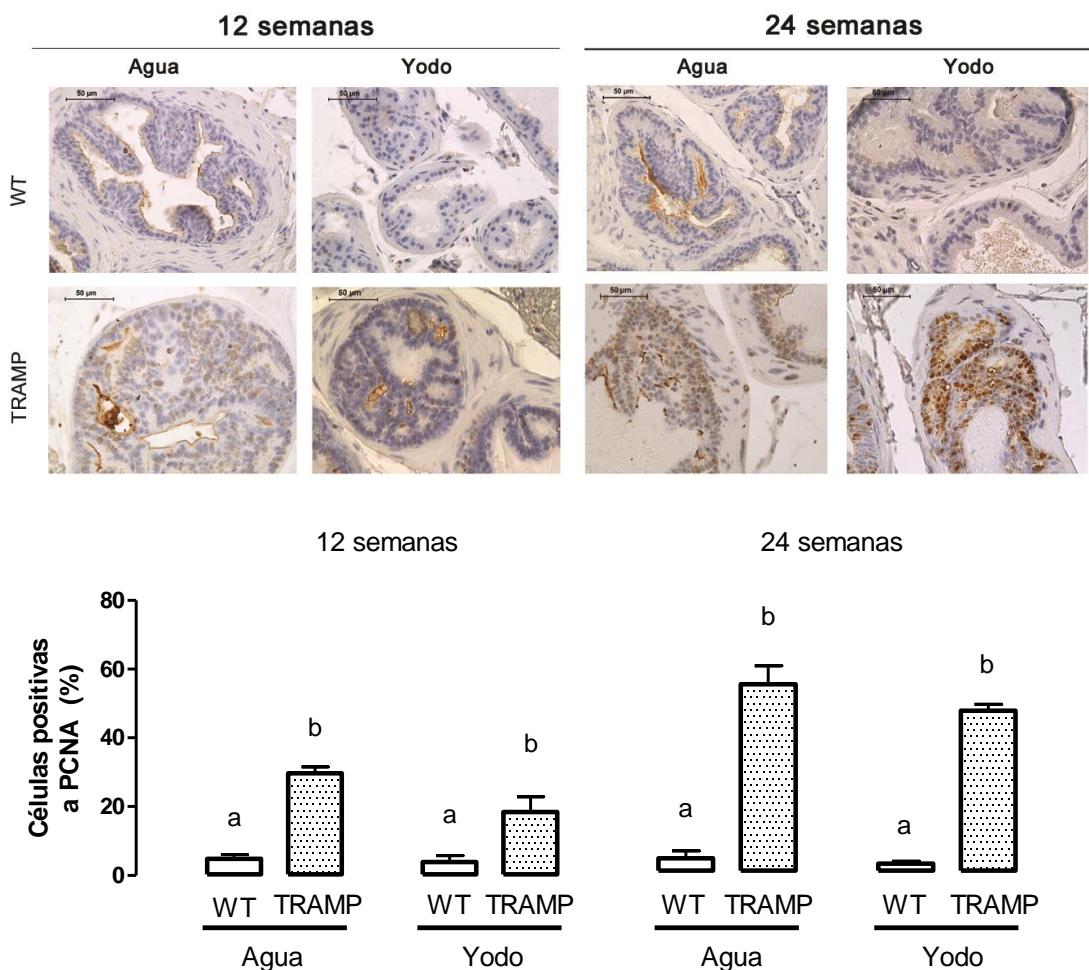 12 semanas 24 semanas
Agua Yodo Agua Yodo
WT
50 µm 50 µm 50 µm 50 µm
TRAMP
50 µm 50 µm 50 µm 50 µm
12 semanas 24 semanas
Células positivas
a PCNA (%)
80
60
40
20
0
a b a b a b a b
WT TRAMP WT TRAMP WT TRAMP WT TRAMP
Agua Yodo Agua Yodo